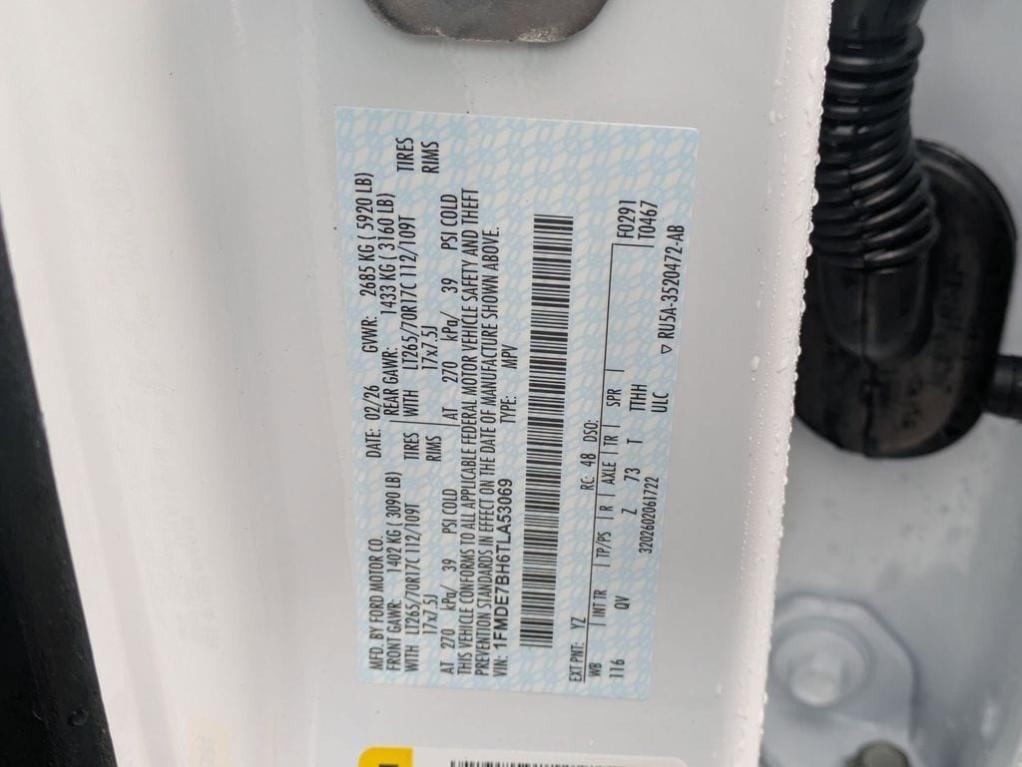 MFD. BY FORD MOTOR CO.
DATE: 02/26 GVWR: 2685 KG ( 5920 LB)
FRONT GAWR: 1402 KG ( 3090 LB) REAR GAWR: 1433 KG ( 3160 LB)
WITH LT265/70R17C 112/109T TIRES WITH LT265/70R17C 112/109T TIRES
17x7.5J RIMS 17x7.5J RIMS
AT 270 kPa/ 39 PSI COLD AT 270 kPa/ 39 PSI COLD
THIS VEHICLE CONFORMS TO ALL APPLICABLE FEDERAL MOTOR VEHICLE SAFETY AND THEFT
PREVENTION STANDARDS IN EFFECT ON THE DATE OF MANUFACTURE SHOWN ABOVE.
VIN: 1FMDE7BH6TLA53069 TYPE: MPV
EXT PNT: YZ RC: 48 DSO: F0291
WB INT TR TP/PS R AXLE TR SPR T0467
116 QV Z 73 T TTHH
3202602061722 ULC ▽ RU5A-3520472-AB